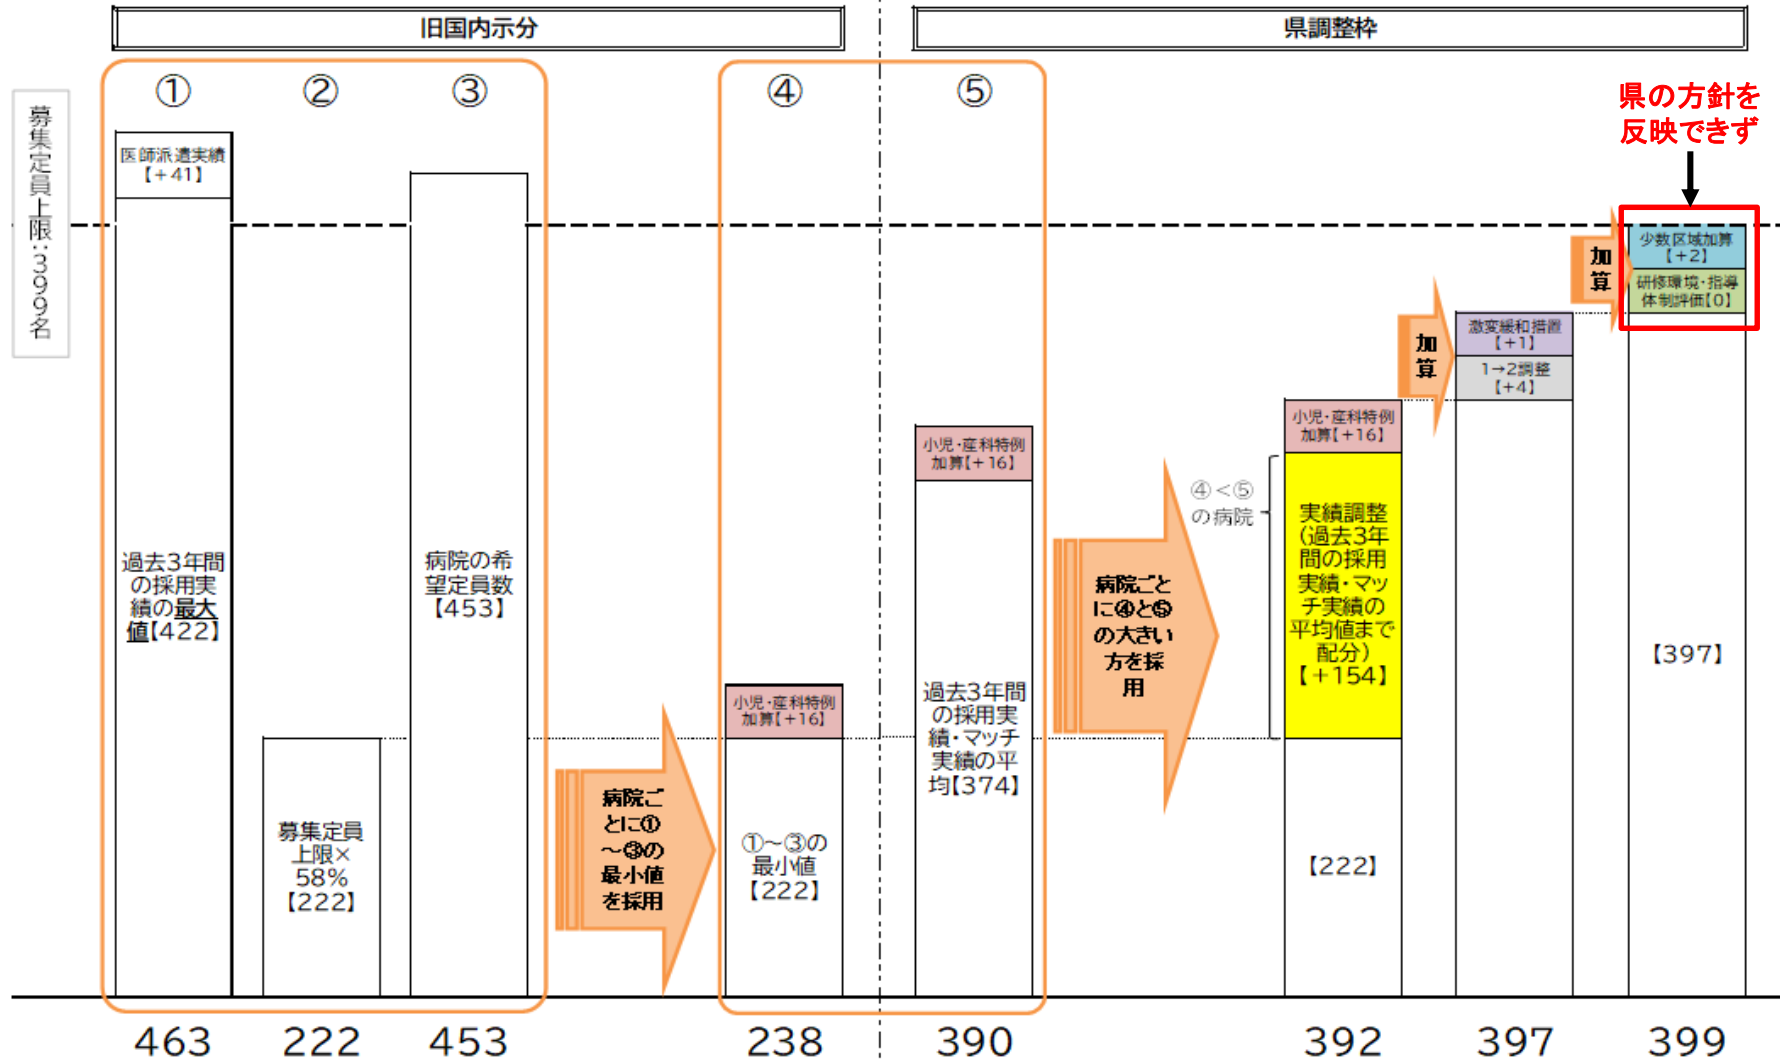 旧国内示分
県調整枠
①
②
③
④
⑤
募集定員上限：399名
県の方針を
反映できず
医師派遣実績
【+41】
過去3年間
の採用実
績の最大
値【422】
募集定員
上限×
58%
【222】
病院の希
望定員数
【453】
病院ご
とに①
～③の
最小値
を採用
小児・産科特例
加算【+16】
①～③の
最小値
【222】
小児・産科特例
加算【+16】
過去3年間
の採用実
績・マッチ
実績の平
均【374】
病院ごと
に④と⑤
の大きい
方を採
用
④＜⑤
の病院
小児・産科特例
加算【+16】
実績調整
（過去3年
間の採用
実績・マッ
チ実績の
平均値まで
配分）
【+154】
【222】
加
算
激変緩和措置
【+1】
1→2調整
【+4】
加
算
少数区域加算
【+2】
研修環境・指導
体制評価【0】
【397】
463
222
453
238
390
392
397
399